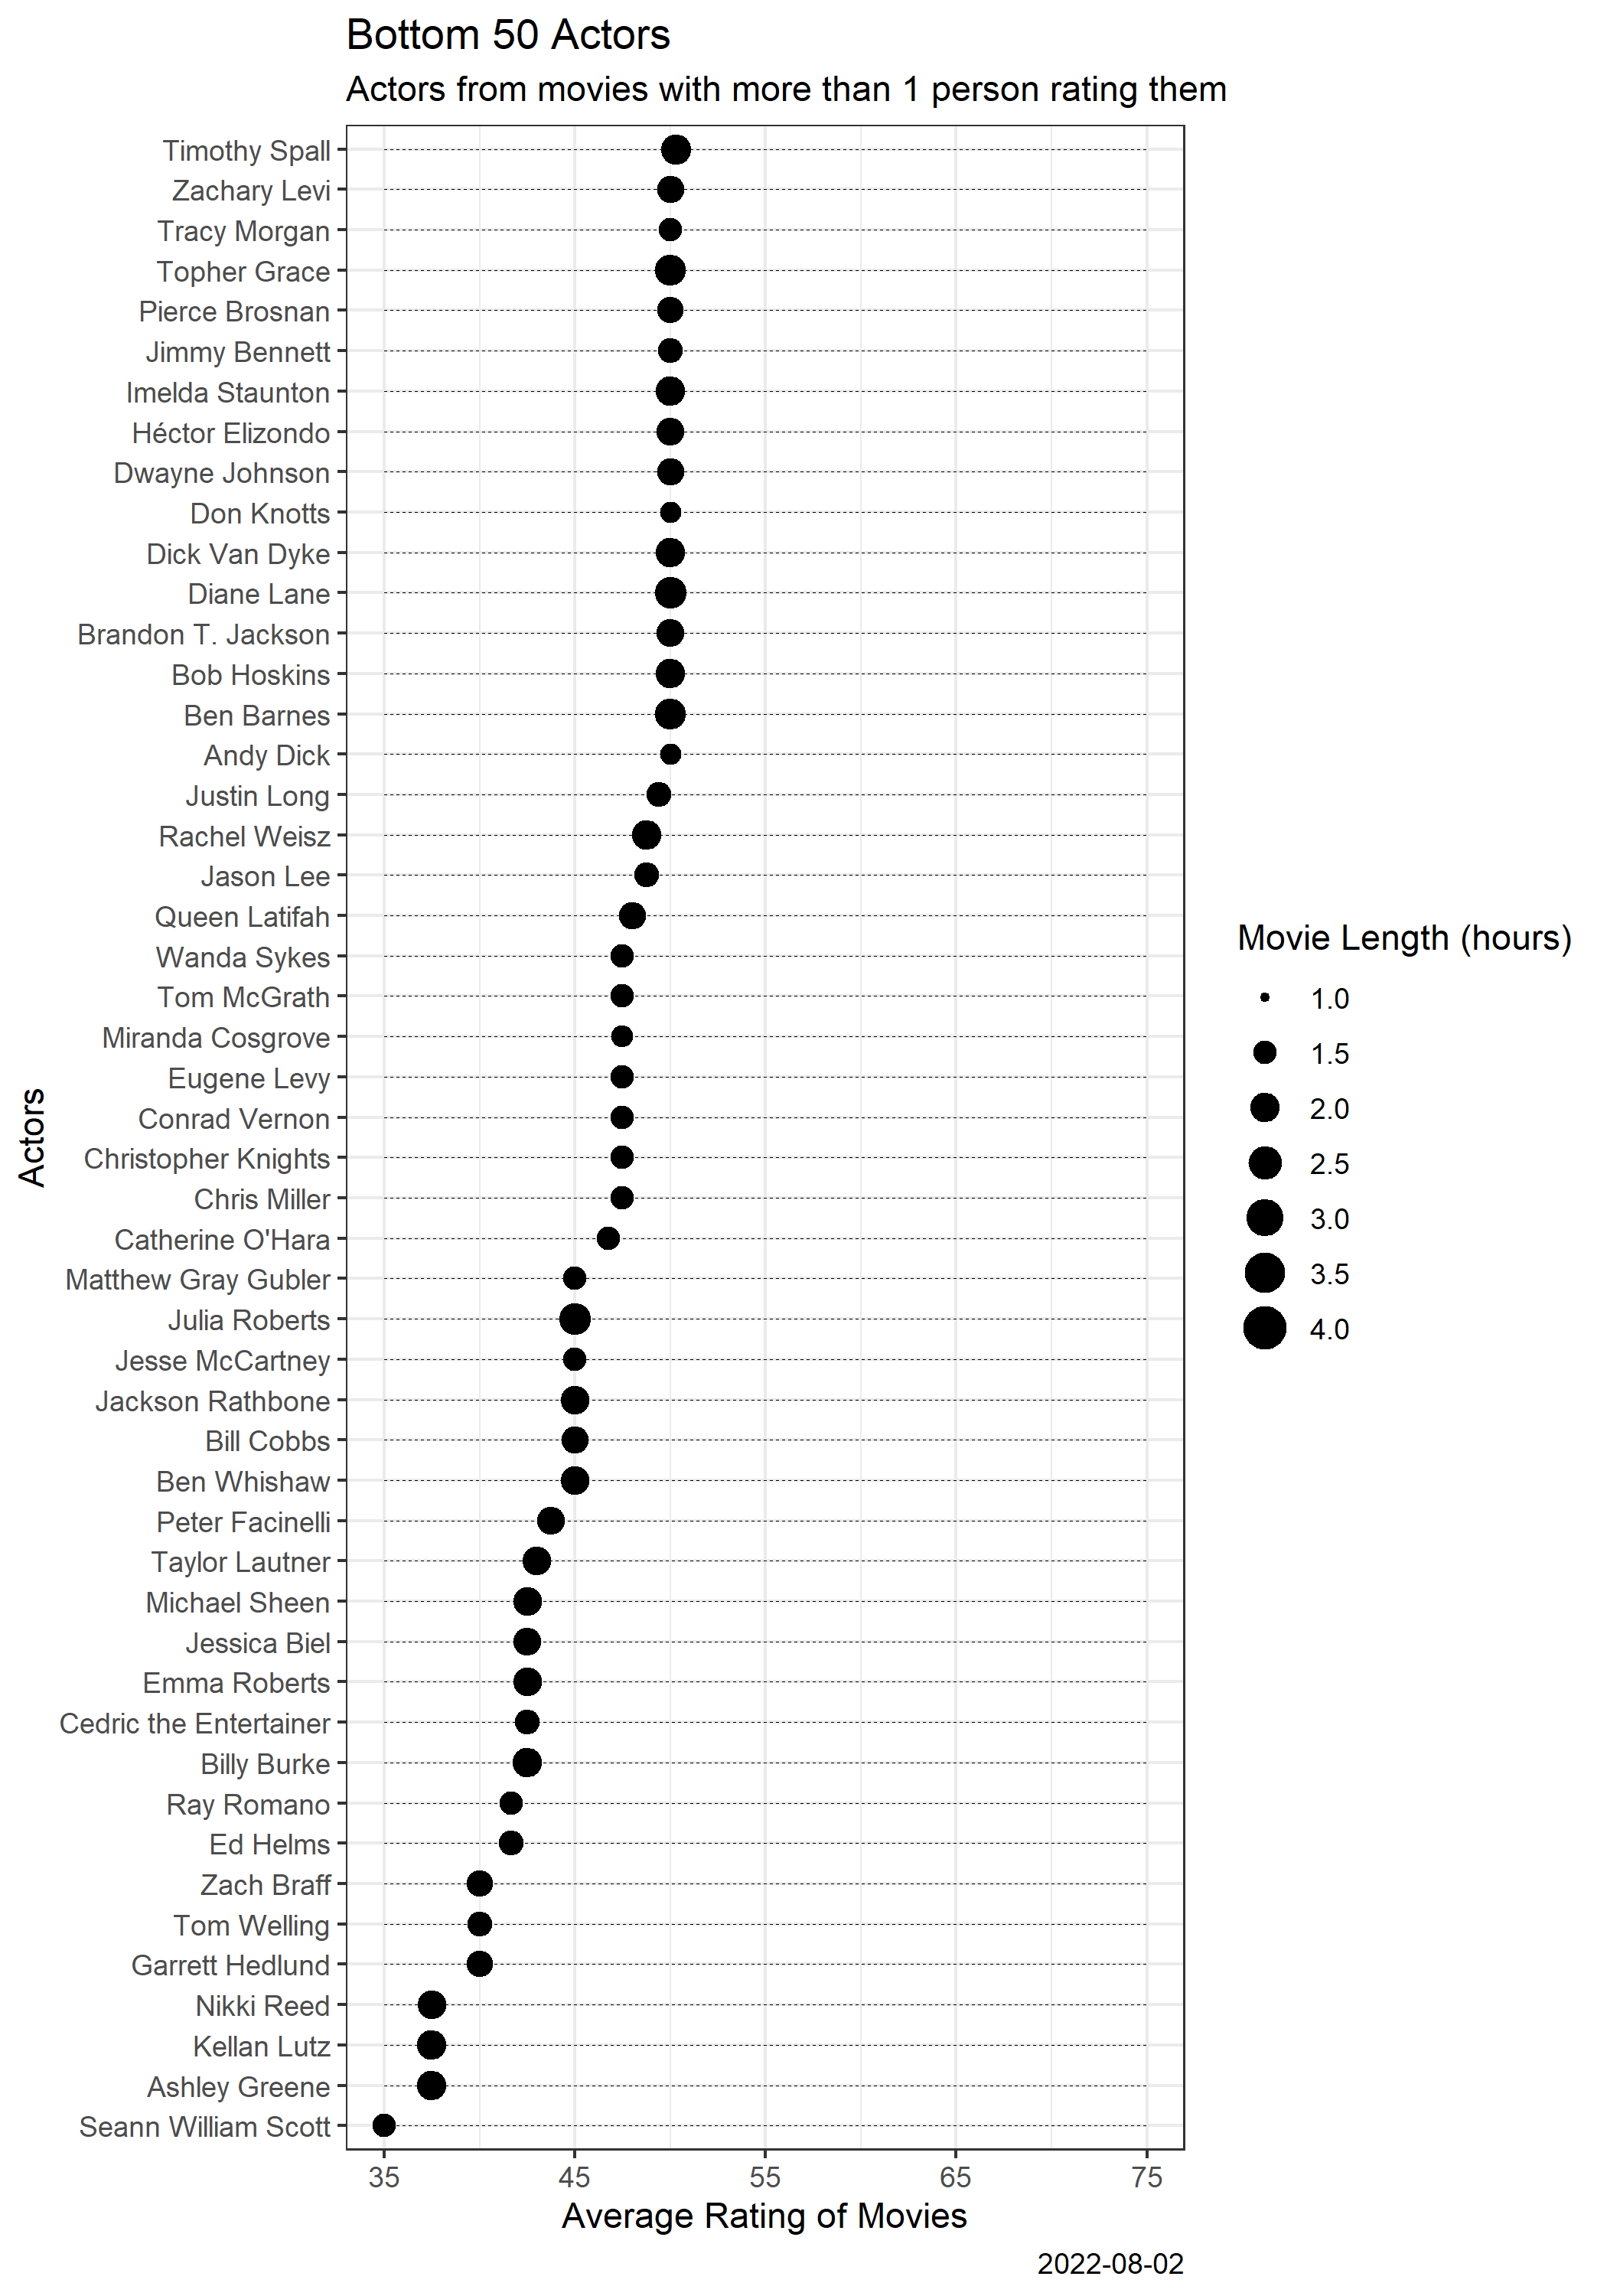 Bottom 50 Actors
Actors from movies with more than 1 person rating them
Timothy Spall
Zachary Levi
Tracy Morgan
Topher Grace
Pierce Brosnan
Jimmy Bennett
Imelda Staunton
Héctor Elizondo
Dwayne Johnson
Don Knotts
Dick Van Dyke
Diane Lane
Brandon T. Jackson
Bob Hoskins
Ben Barnes
Andy Dick
Justin Long
Rachel Weisz
Jason Lee
Queen Latifah
Wanda Sykes
Tom McGrath
Miranda Cosgrove
Eugene Levy
Conrad Vernon
Christopher Knights
Chris Miller
Catherine O'Hara
Matthew Gray Gubler
Julia Roberts
Jesse McCartney
Jackson Rathbone
Bill Cobbs
Ben Whishaw
Peter Facinelli
Taylor Lautner
Michael Sheen
Jessica Biel
Emma Roberts
Cedric the Entertainer
Billy Burke
Ray Romano
Ed Helms
Zach Braff
Tom Welling
Garrett Hedlund
Nikki Reed
Kellan Lutz
Ashley Greene
Seann William Scott
Actors
35 45 55 65 75
Average Rating of Movies
Movie Length (hours)
1.0
1.5
2.0
2.5
3.0
3.5
4.0
2022-08-02